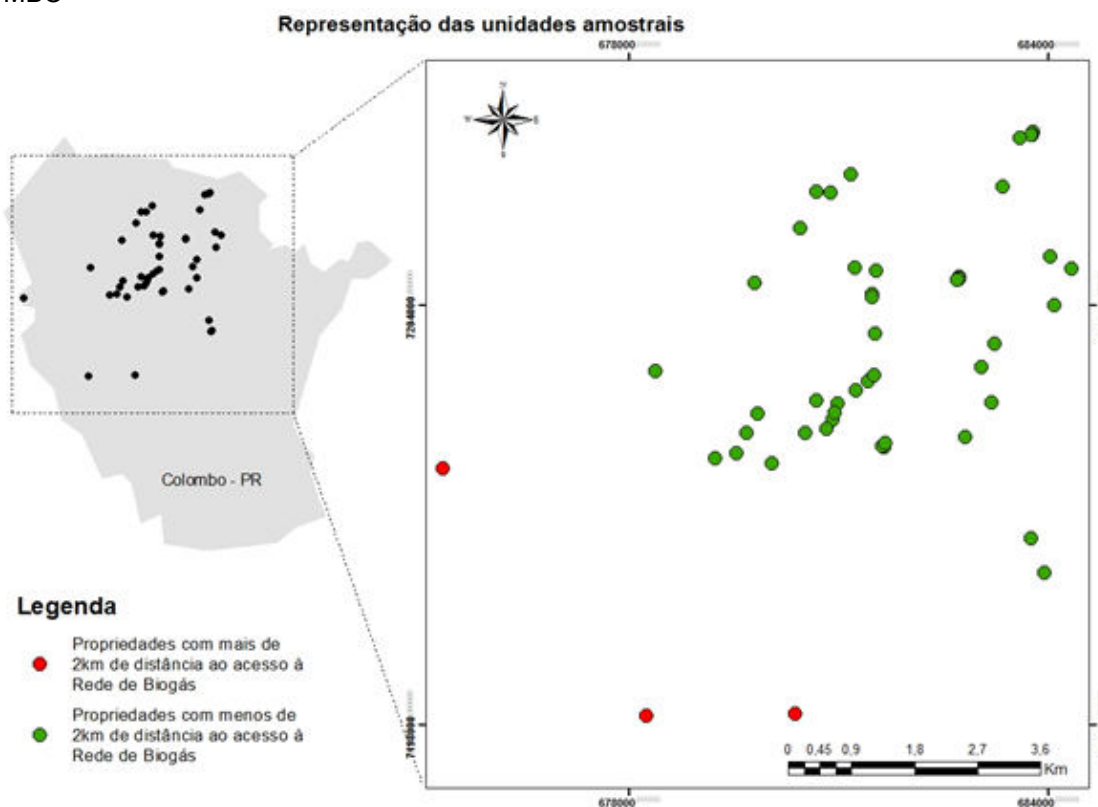 Representação das unidades amostrais
678000
684000
7204000
Colombo - PR
Legenda
Propriedades com mais de
2km de distância ao acesso à
Rede de Biogás
Propriedades com menos de
2km de distância ao acesso à
Rede de Biogás
7198000
0 0,45 0,9 1,8 2,7 3,6
Km
678000
684000